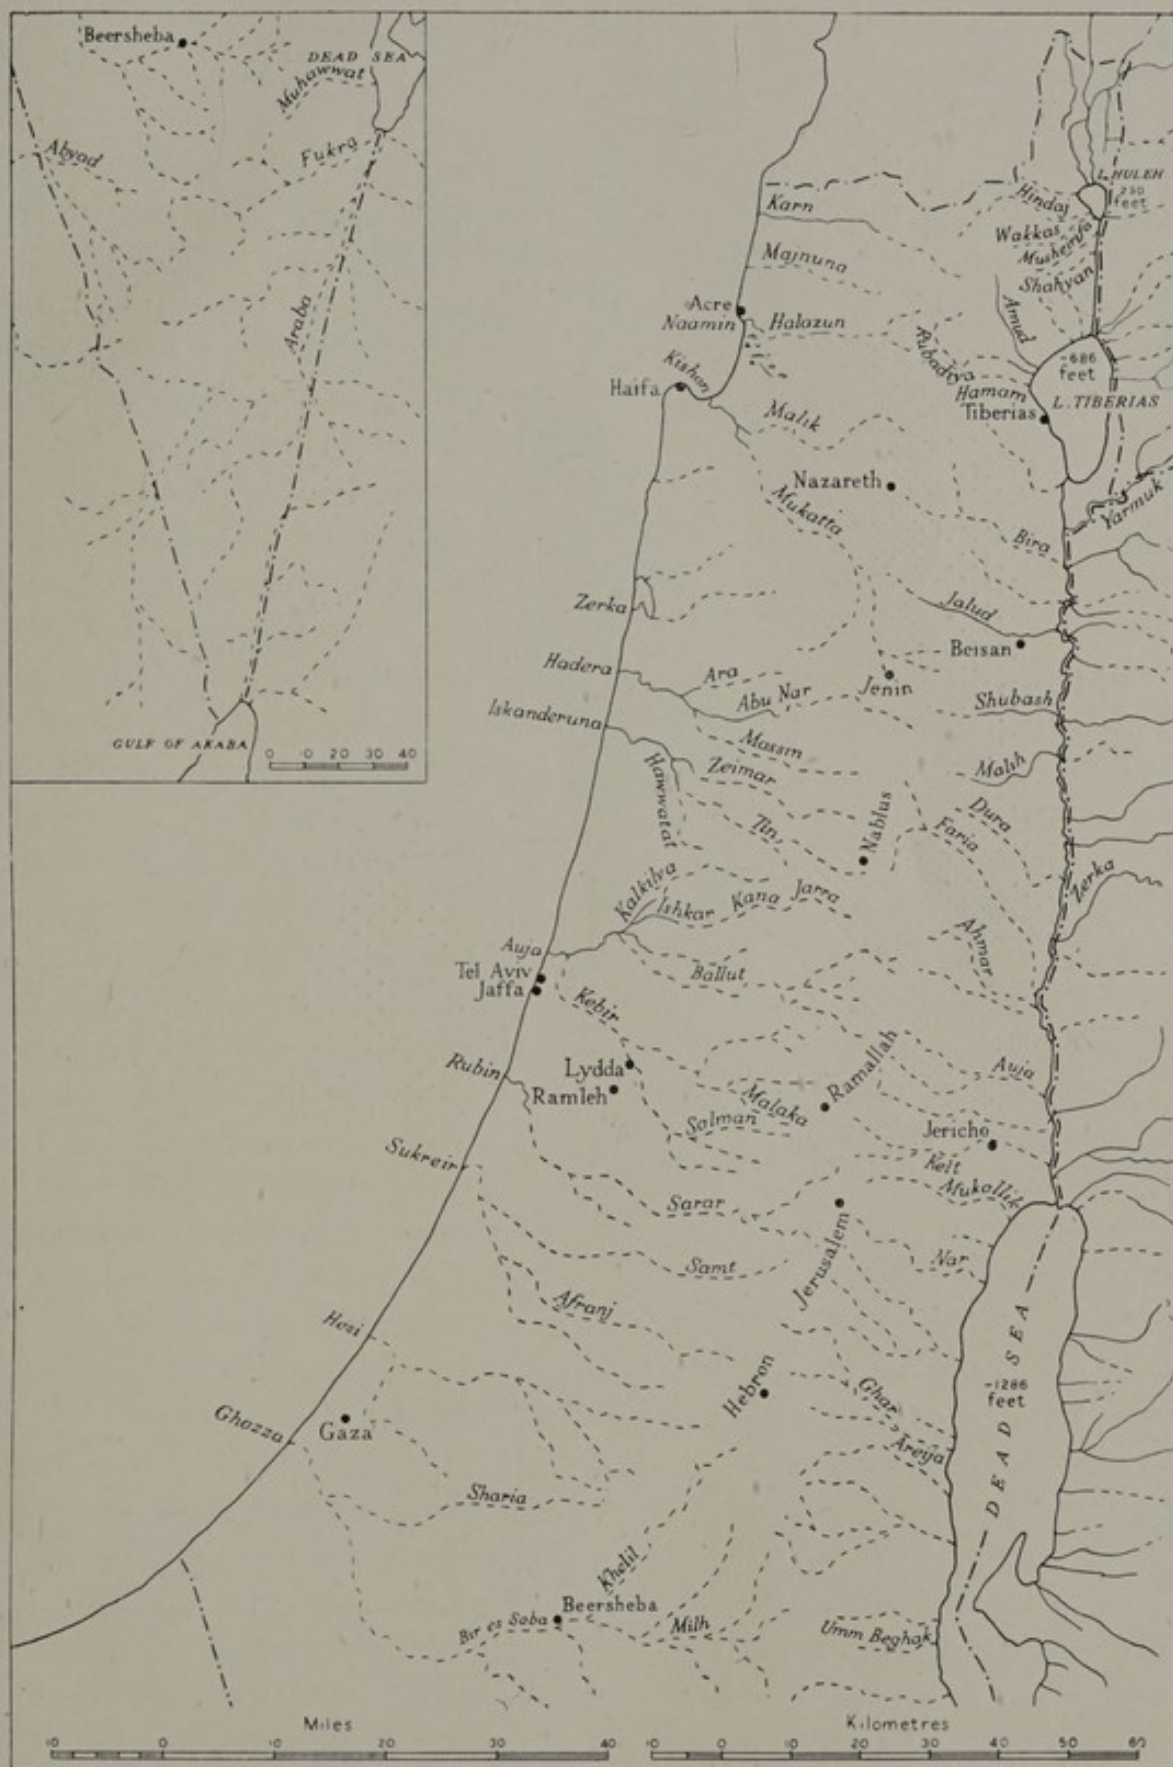 Beersheba
DEAD SEA
Muhawwat
Abyad
Fukra
Araba
GULF OF AKABA
0 10 20 30 40
Karn
Majnuna
Acre
Naamin
Halazun
Kishon
Haifa
Malik
Nazareth
Mukatta
L. HULEH
230
feet
Hindaj
Wakkas
Musheirifa
Shahyan
Amud
Rubadiya
Hamam
Tiberias
-686
feet
L. TIBERIAS
Yarmuk
Bira
Jalud
Beisan
Zerka
Hadera
Ara
Abu Nar
Jenin
Shubash
Iskanderuna
Massin
Zeimar
Hawwatat
Malih
Tin
Nablus
Dura
Faria
Zerka
Kalkilya
Ishkar
Kana
Jarra
Ahmar
Auja
Tel Aviv
Jaffa
Ballut
Kebir
Rubin
Lydda
Ramleh
Malaka
Salman
Ramallah
Auja
Jericho
Kelt
Mukallik
Sukreir
Sarar
Jerusalem
Nar
Samt
Afranj
Hesi
Hebron
Ghar
Areija
DEAD SEA
-1286
feet
Ghazza
Gaza
Sharia
Khelil
Bir es Saba
Beersheba
Milh
Umm Beghak
Miles
10 0 10 20 30 40
Kilometres
10 0 10 20 30 40 50 60